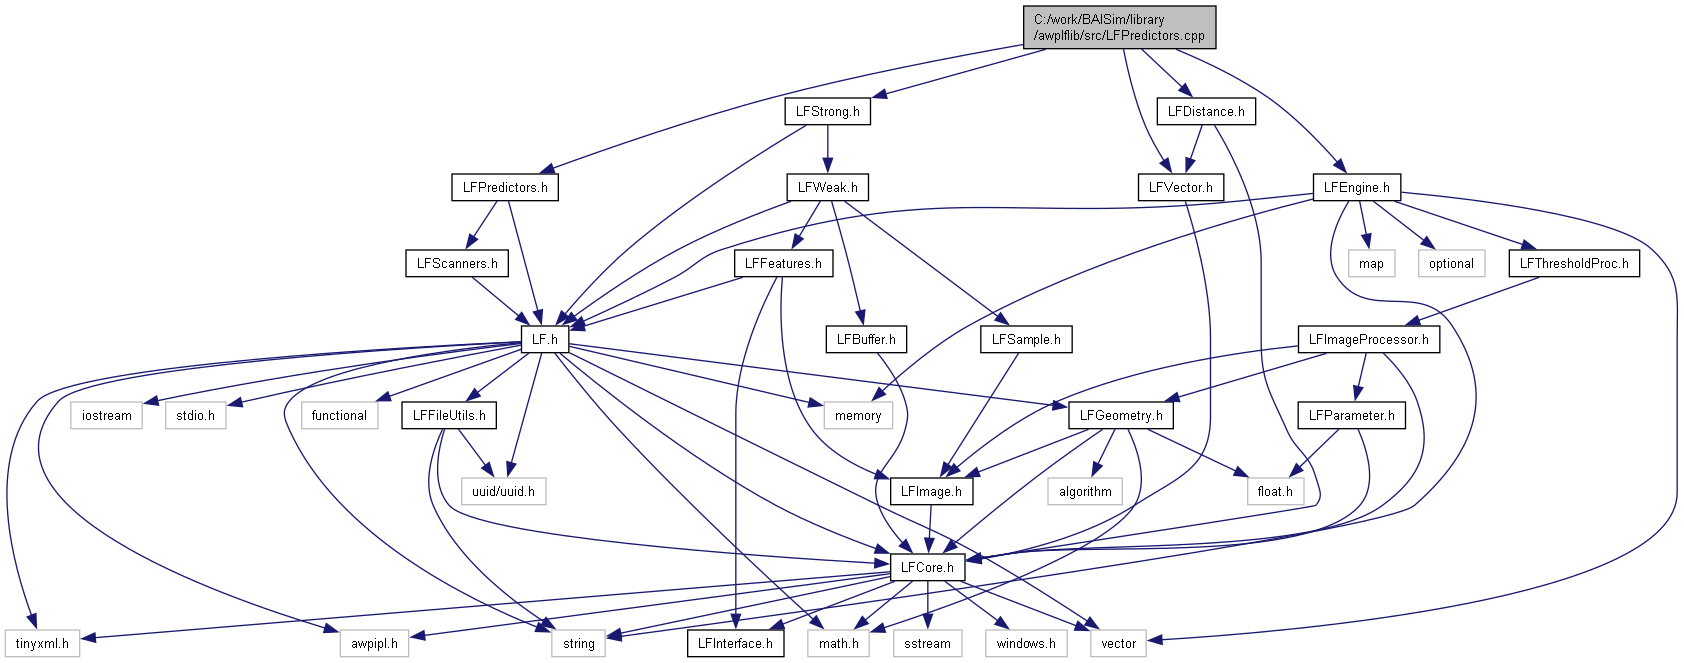 C:/work/BAISim/library
/awplflib/src/LFPredictors.cpp
LFStrong.h
LFDistance.h
LFPredictors.h
LFWeak.h
LFVector.h
LFEngine.h
LFScanners.h
LFFeatures.h
map
optional
LFThresholdProc.h
LF.h
LFBuffer.h
LFSample.h
LFImageProcessor.h
iostream
stdio.h
functional
LFFileUtils.h
memory
LFGeometry.h
LFParameter.h
uuid/uuid.h
LFImage.h
algorithm
float.h
LFCore.h
tinyxml.h
awpipl.h
string
LFInterface.h
math.h
sstream
windows.h
vector